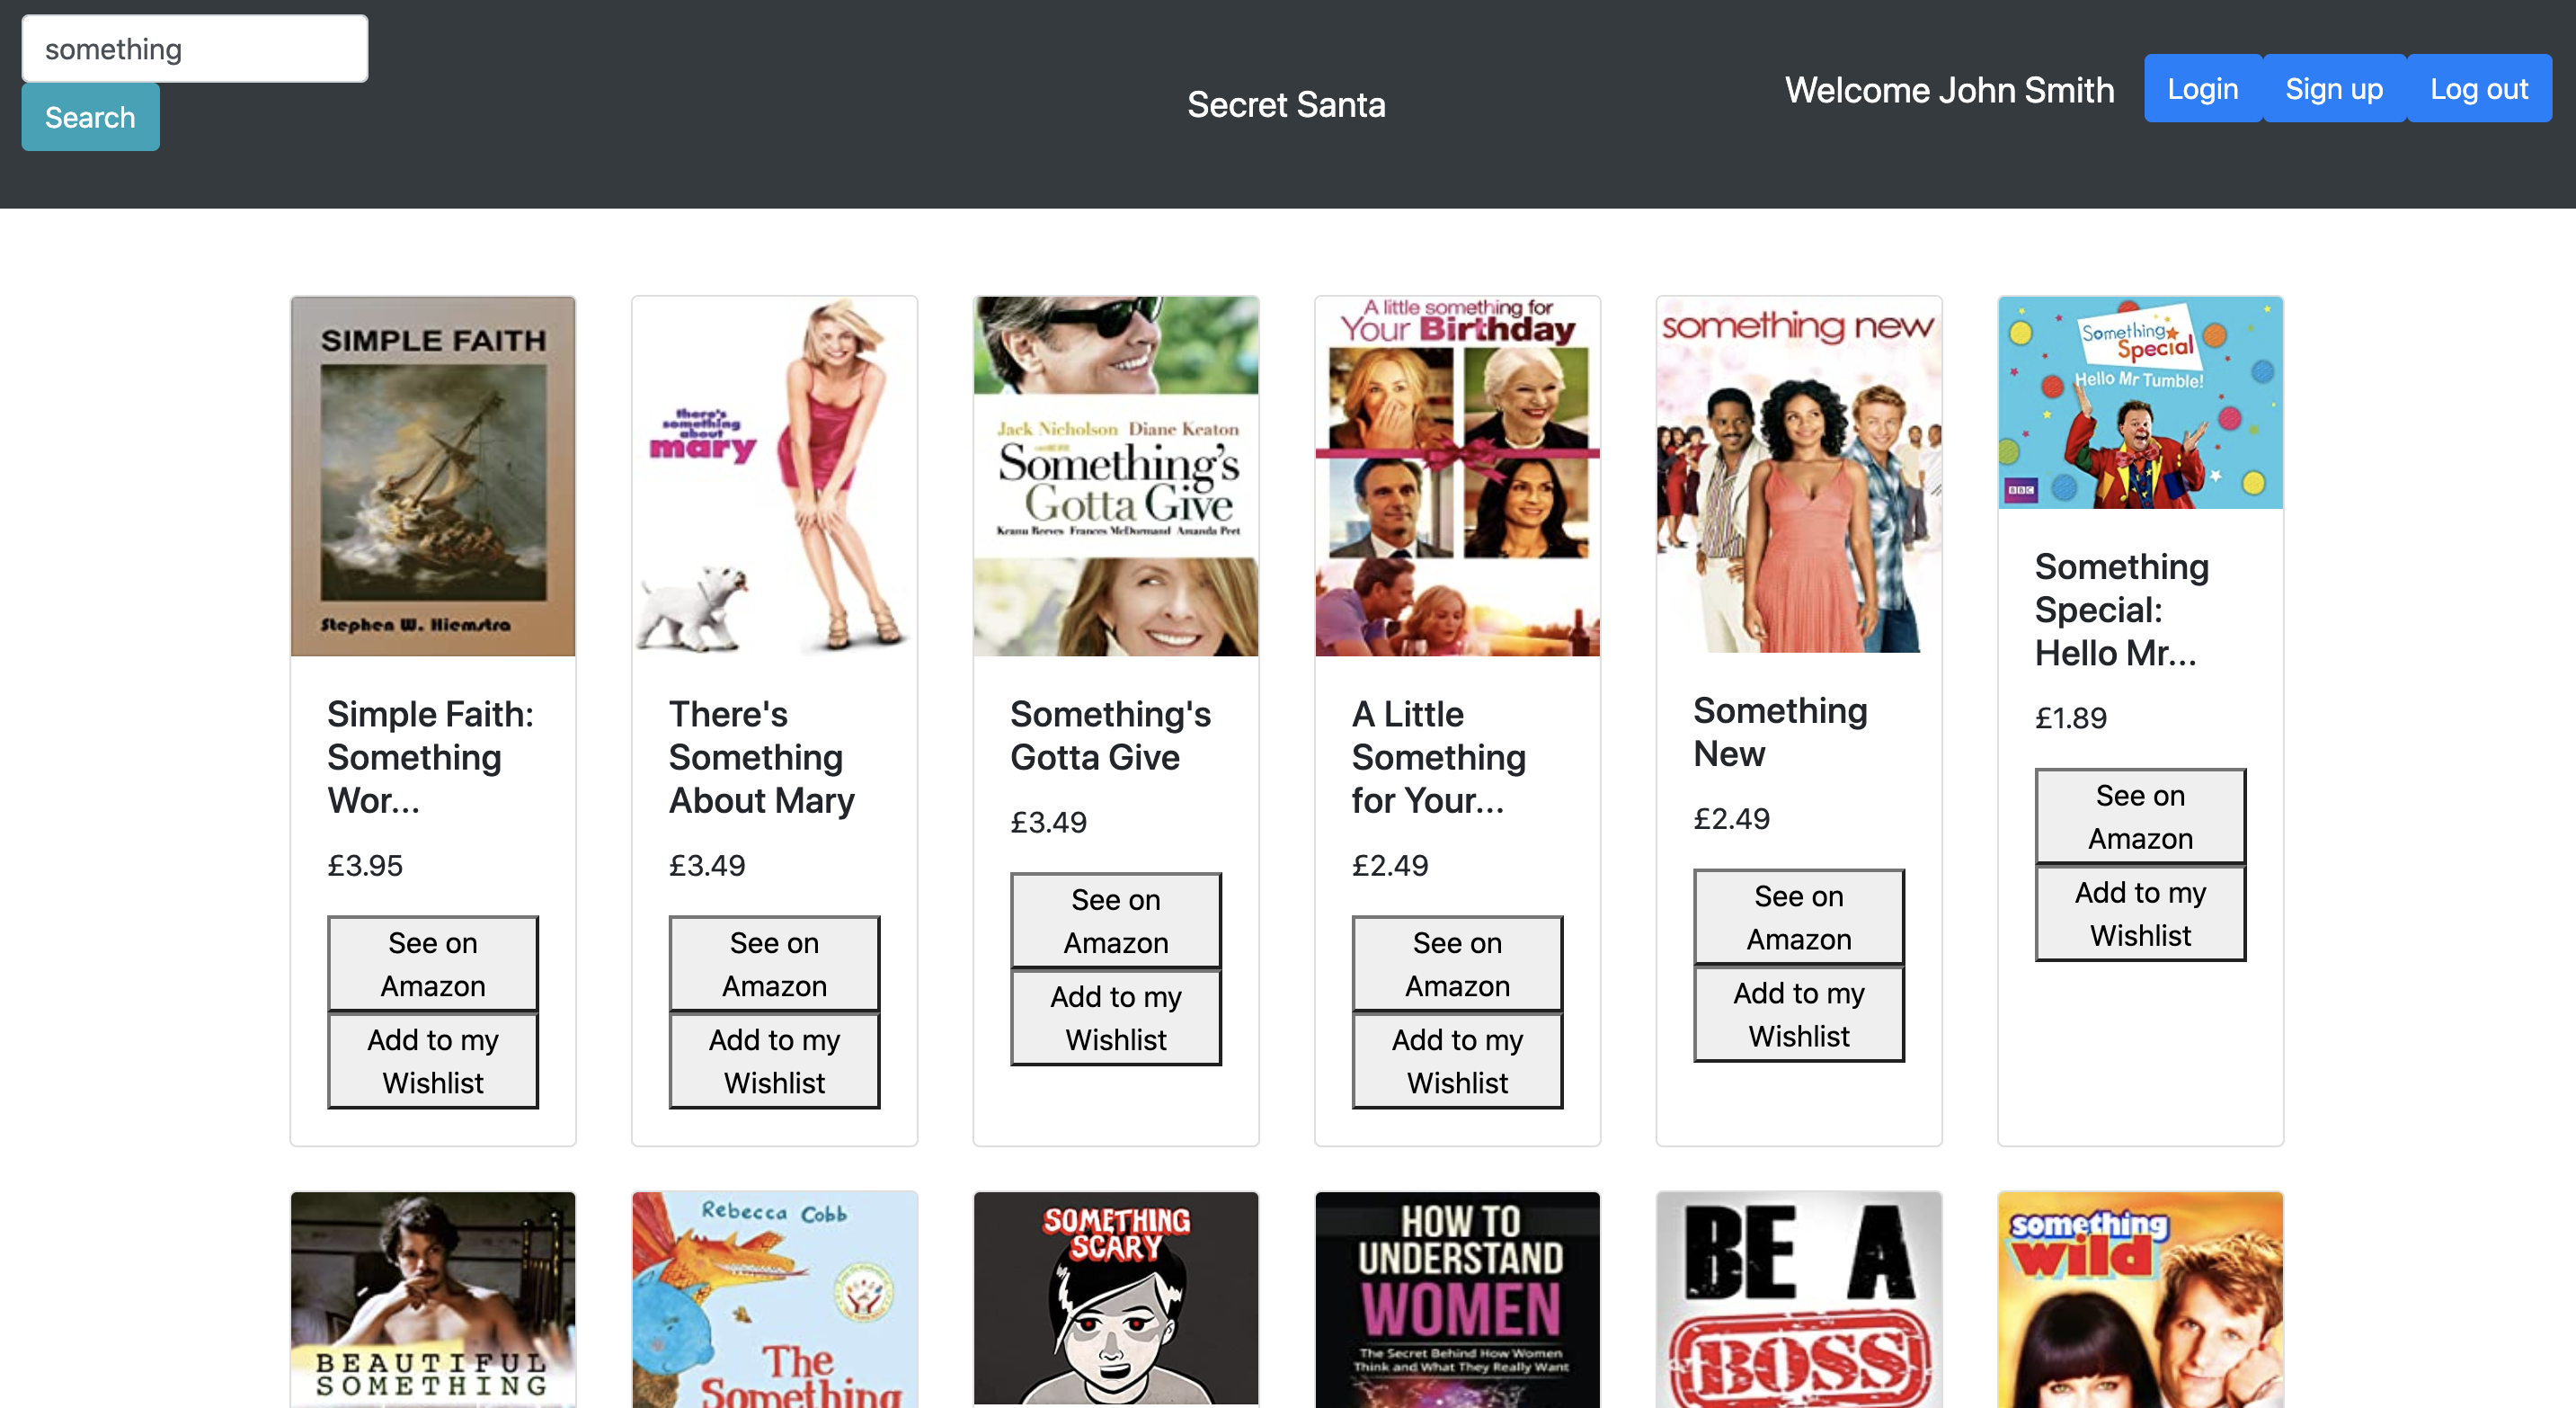 something
Search
Secret Santa
Welcome John Smith
Login
Sign up
Log out
SIMPLE FAITH
Stephen W. Hiemstra
Simple Faith:
Something
Wor...
£3.95
See on
Amazon
Add to my
Wishlist
there's
something
about
mary
There's
Something
About Mary
£3.49
See on
Amazon
Add to my
Wishlist
Jack Nicholson Diane Keaton
Something's
Gotta Give
Keanu Reeves Frances McDormand Amanda Peet
Something's
Gotta Give
£3.49
See on
Amazon
Add to my
Wishlist
A little something for
Your Birthday
A Little
Something
for Your...
£2.49
See on
Amazon
Add to my
Wishlist
something new
Something
New
£2.49
See on
Amazon
Add to my
Wishlist
Something
Special
Hello Mr Tumble!
BBC
Something
Special:
Hello Mr...
£1.89
See on
Amazon
Add to my
Wishlist
BEAUTIFUL
SOMETHING
Rebecca Cobb
The
Something
SOMETHING
SCARY
HOW TO
UNDERSTAND
WOMEN
The Secret Behind How Women
Think and What They Really Want
BE A
BOSS
something
wild